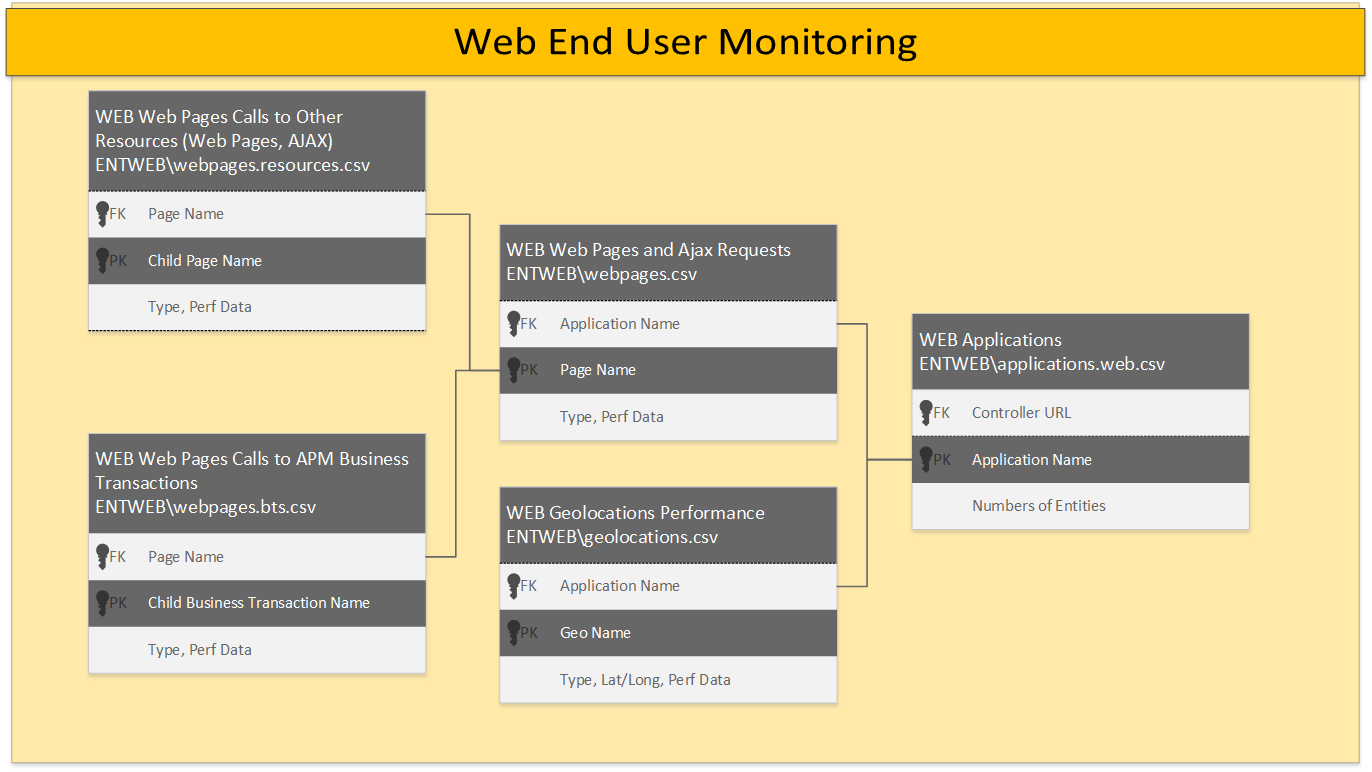 Web End User Monitoring
WEB Web Pages Calls to Other
Resources (Web Pages, AJAX)
ENTWEB\webpages.resources.csv
FK Page Name
PK Child Page Name
Type, Perf Data
WEB Web Pages Calls to APM Business
Transactions
ENTWEB\webpages.bts.csv
FK Page Name
PK Child Business Transaction Name
Type, Perf Data
WEB Web Pages and Ajax Requests
ENTWEB\webpages.csv
FK Application Name
PK Page Name
Type, Perf Data
WEB Geolocations Performance
ENTWEB\geolocations.csv
FK Application Name
PK Geo Name
Type, Lat/Long, Perf Data
WEB Applications
ENTWEB\applications.web.csv
FK Controller URL
PK Application Name
Numbers of Entities